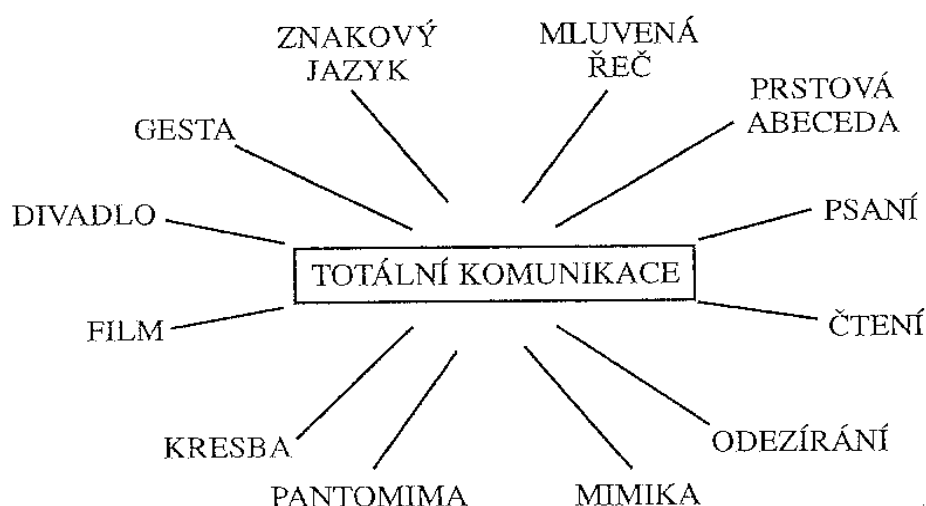 ZNAKOVÝ
JAZYK
MLUVENÁ
ŘEČ
PRSTOVÁ
ABECEDA
GESTA
DIVADLO
PSANÍ
TOTÁLNÍ KOMUNIKACE
FILM
ČTENÍ
KRESBA
ODEZÍRÁNÍ
PANTOMIMA
MIMIKA